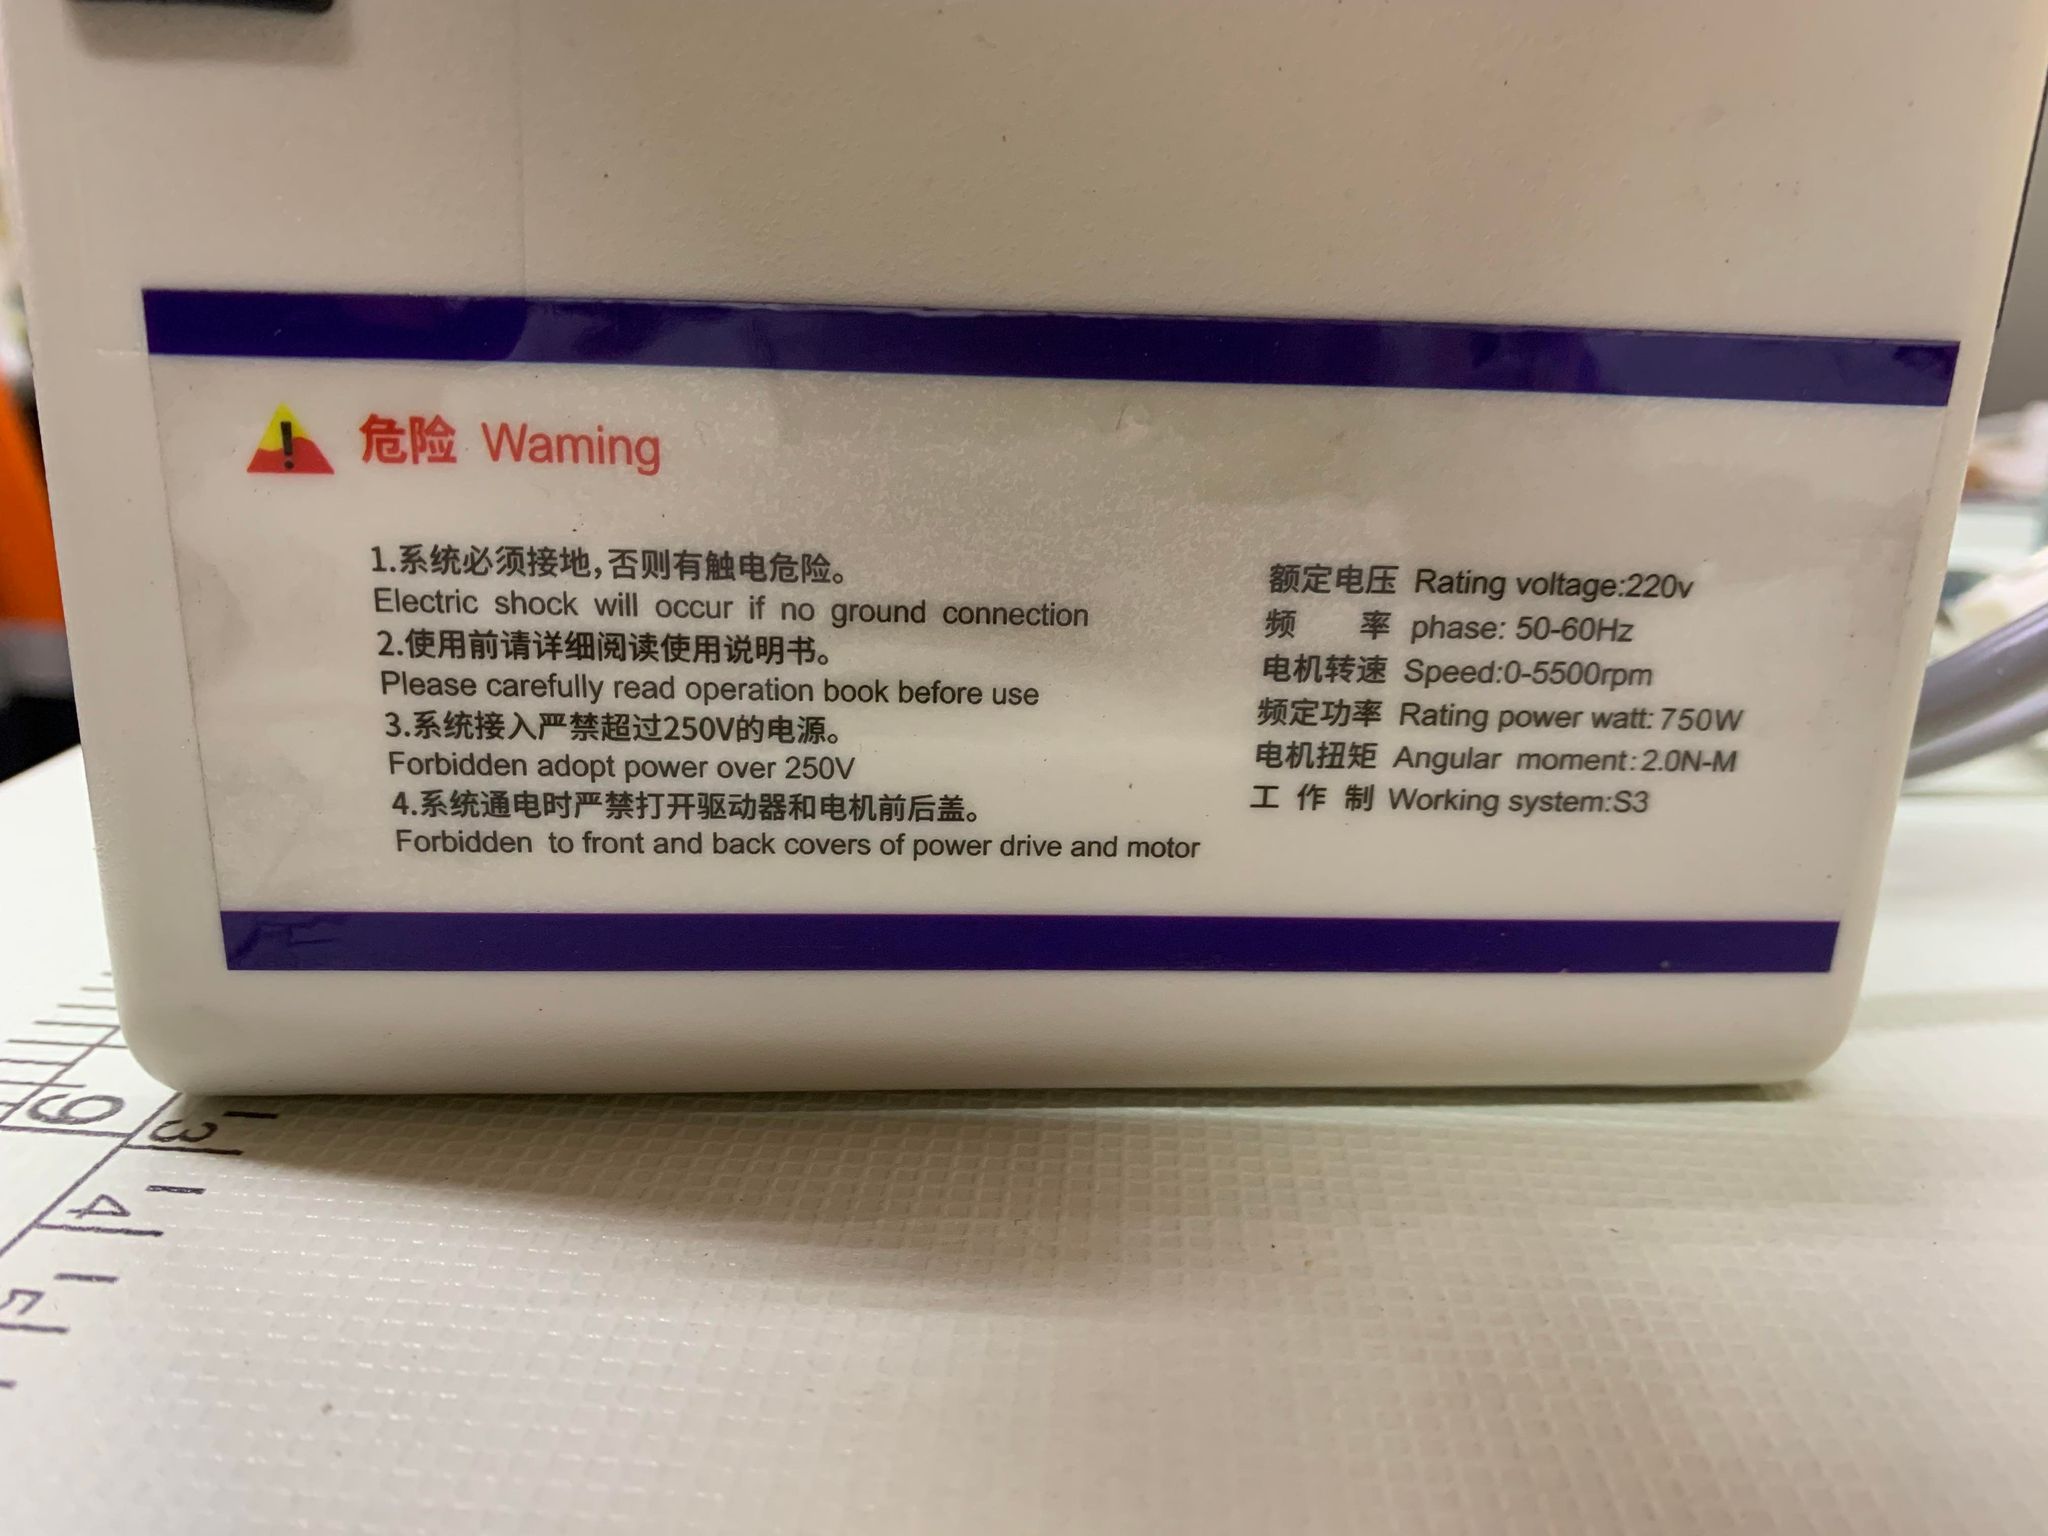 危险 Waming
1.系统必须接地,否则有触电危险。
Electric shock will occur if no ground connection
2.使用前请详细阅读使用说明书。
Please carefully read operation book before use
3.系统接入严禁超过250V的电源。
Forbidden adopt power over 250V
4.系统通电时严禁打开驱动器和电机前后盖。
Forbidden to front and back covers of power drive and motor
额定电压 Rating voltage:220v
频 率 phase: 50-60Hz
电机转速 Speed:0-5500rpm
频定功率 Rating power watt: 750W
电机扭矩 Angular moment: 2.0N-M
工 作 制 Working system:S3
9
13
14
15